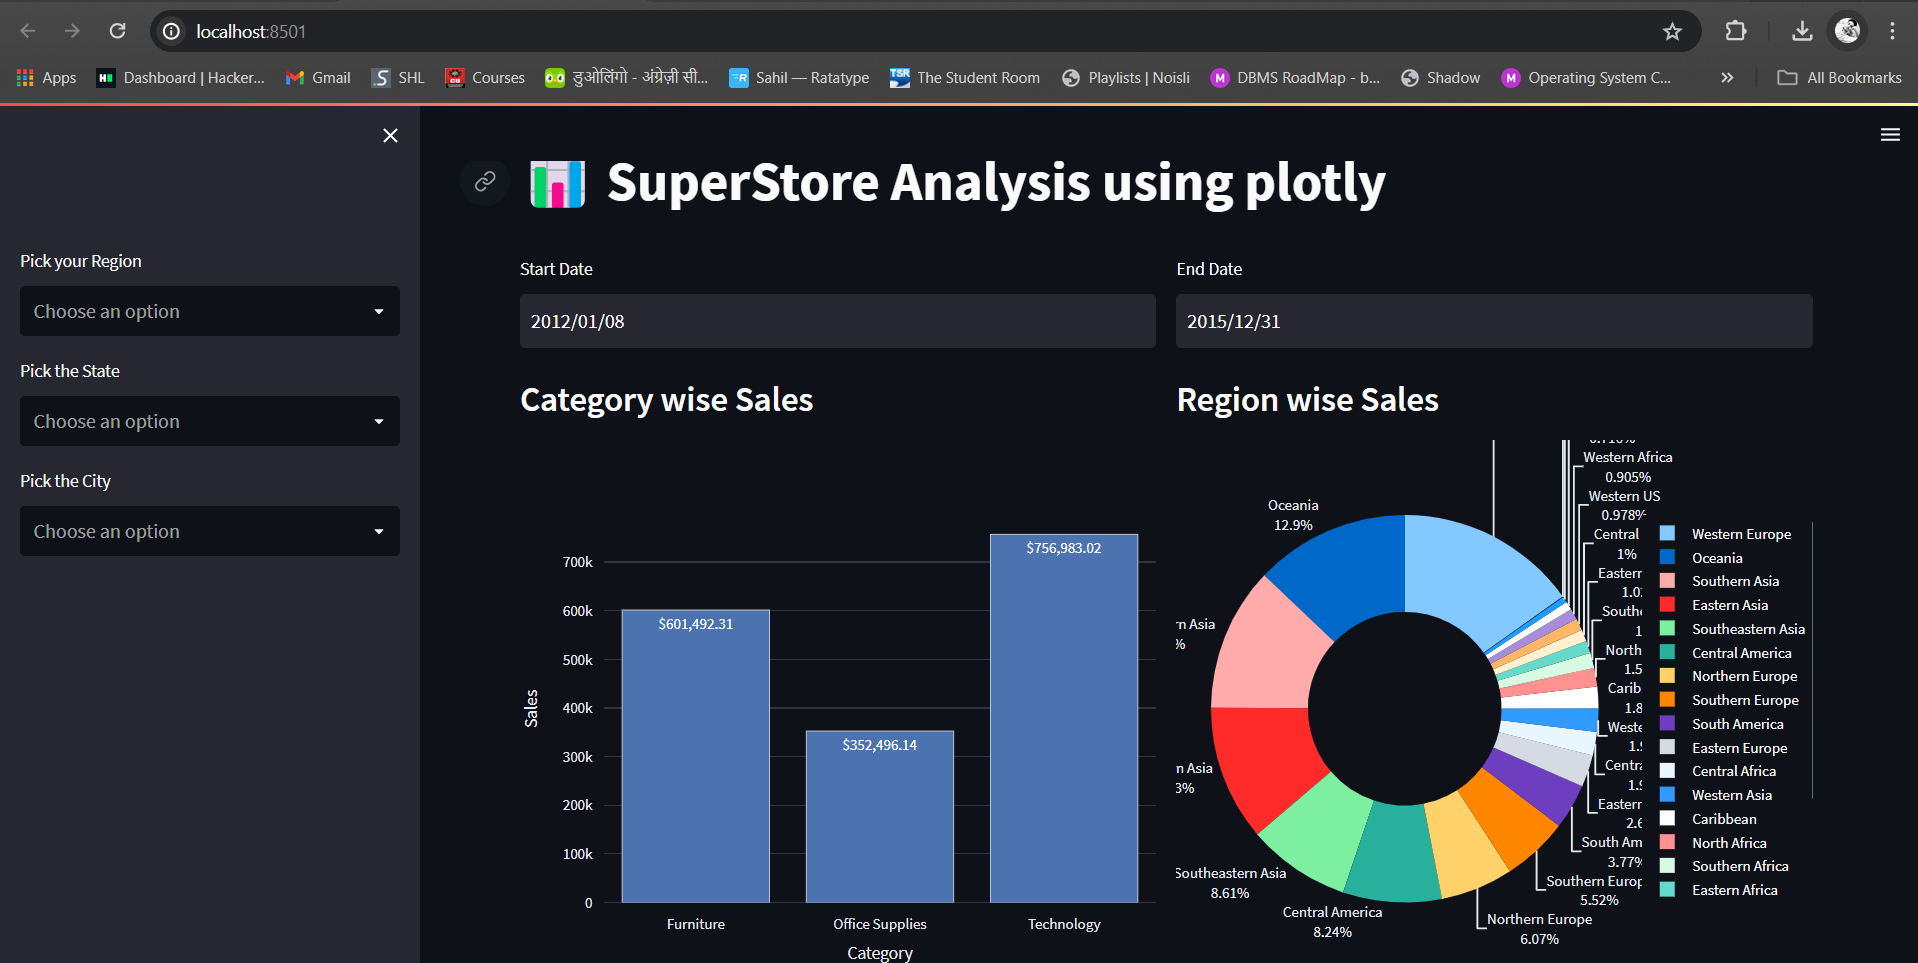 localhost:8501
Apps
Dashboard | Hacker...
Gmail
SHL
Courses
डुओलिंगो - अंग्रेज़ी सी...
Sahil — Ratatype
The Student Room
Playlists | Noisli
DBMS RoadMap - b...
Shadow
Operating System C...
All Bookmarks
SuperStore Analysis using plotly
Pick your Region
Choose an option
Pick the State
Choose an option
Pick the City
Choose an option
Start Date
2012/01/08
End Date
2015/12/31
Category wise Sales
700k
600k
500k
400k
300k
200k
100k
0
Sales
$601,492.31
$352,496.14
$756,983.02
Furniture
Office Supplies
Technology
Category
Region wise Sales
Western Africa
0.905%
Western US
0.978%
Central
1%
Eastern
1.0
Southe
1
North
1.5
Carib
1.8
Weste
1.9
Centra
1.9
Eastern
2.6
South Am
3.77%
Southern Europ
5.52%
Northern Europe
6.07%
Central America
8.24%
Southeastern Asia
8.61%
n Asia
3%
rn Asia
%
Oceania
12.9%
Western Europe
Oceania
Southern Asia
Eastern Asia
Southeastern Asia
Central America
Northern Europe
Southern Europe
South America
Eastern Europe
Central Africa
Western Asia
Caribbean
North Africa
Southern Africa
Eastern Africa